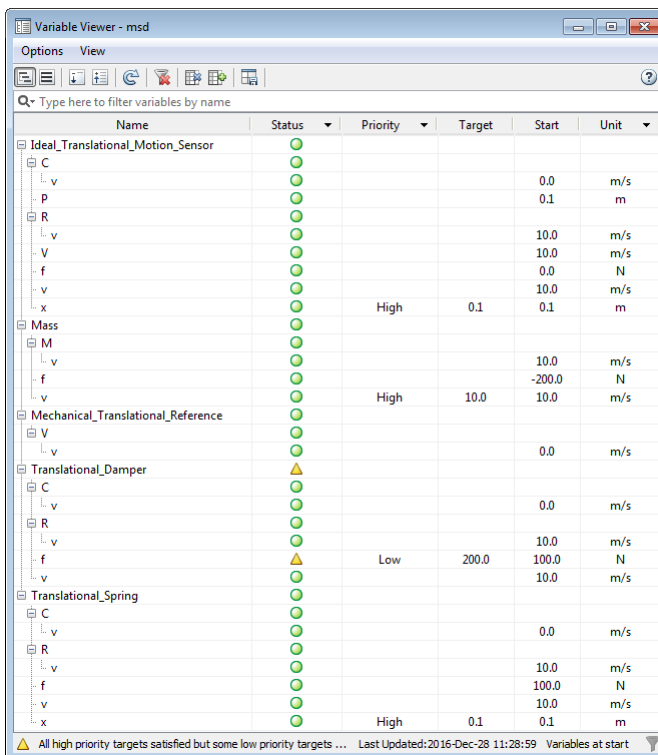 Variable Viewer - msd
Options View
Type here to filter variables by name
Name Status Priority Target Start Unit
Ideal_Translational_Motion_Sensor
C
v 0.0 m/s
P 0.1 m
R
v 10.0 m/s
V 10.0 m/s
f 0.0 N
v 10.0 m/s
x High 0.1 0.1 m
Mass
M
v 10.0 m/s
f -200.0 N
v High 10.0 10.0 m/s
Mechanical_Translational_Reference
V
v 0.0 m/s
Translational_Damper
C
v 0.0 m/s
R
v 10.0 m/s
f Low 200.0 100.0 N
v 10.0 m/s
Translational_Spring
C
v 0.0 m/s
R
v 10.0 m/s
f 100.0 N
v 10.0 m/s
x High 0.1 0.1 m
All high priority targets satisfied but some low priority targets ... Last Updated:2016-Dec-28 11:28:59 Variables at start